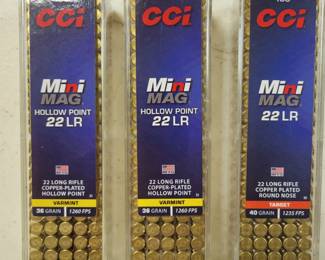 CCI
Mini
MAG
HOLLOW POINT
22 LR
22 LONG RIFLE
COPPER-PLATED
HOLLOW POINT
VARMINT
36 GRAIN
1260 FPS
CCI
Mini
MAG
HOLLOW POINT
22 LR
22 LONG RIFLE
COPPER-PLATED
HOLLOW POINT
VARMINT
36 GRAIN
1260 FPS
CCI
Mini
MAG
22 LR
22 LONG RIFLE
COPPER-PLATED
ROUND NOSE
TARGET
40 GRAIN
1235 FPS